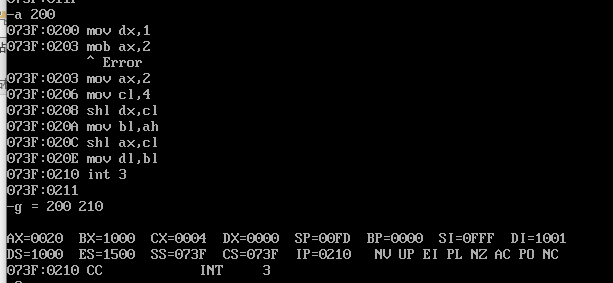 -a 200
073F:0200 mov dx,1
073F:0203 mob ax,2
^ Error
073F:0203 mov ax,2
073F:0206 mov cl,4
073F:0208 shl dx,cl
073F:020A mov bl,ah
073F:020C shl ax,cl
073F:020E mov dl,bl
073F:0210 int 3
073F:0211
-g = 200 210
AX=0020 BX=1000 CX=0004 DX=0000 SP=00FD BP=0000 SI=0FFF DI=1001
DS=1000 ES=1500 SS=073F CS=073F IP=0210 NV UP EI PL NZ AC PO NC
073F:0210 CC INT 3